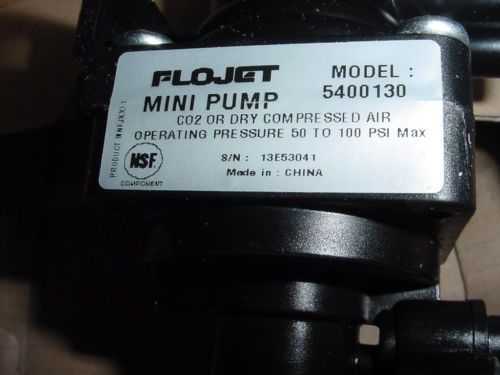 FLOJET
MODEL :
5400130
MINI PUMP
CO2 OR DRY COMPRESSED AIR
OPERATING PRESSURE 50 TO 100 PSI Max
S/N : 13E53041
Made in : CHINA
PRODUCT
NSF.
COMPONENT